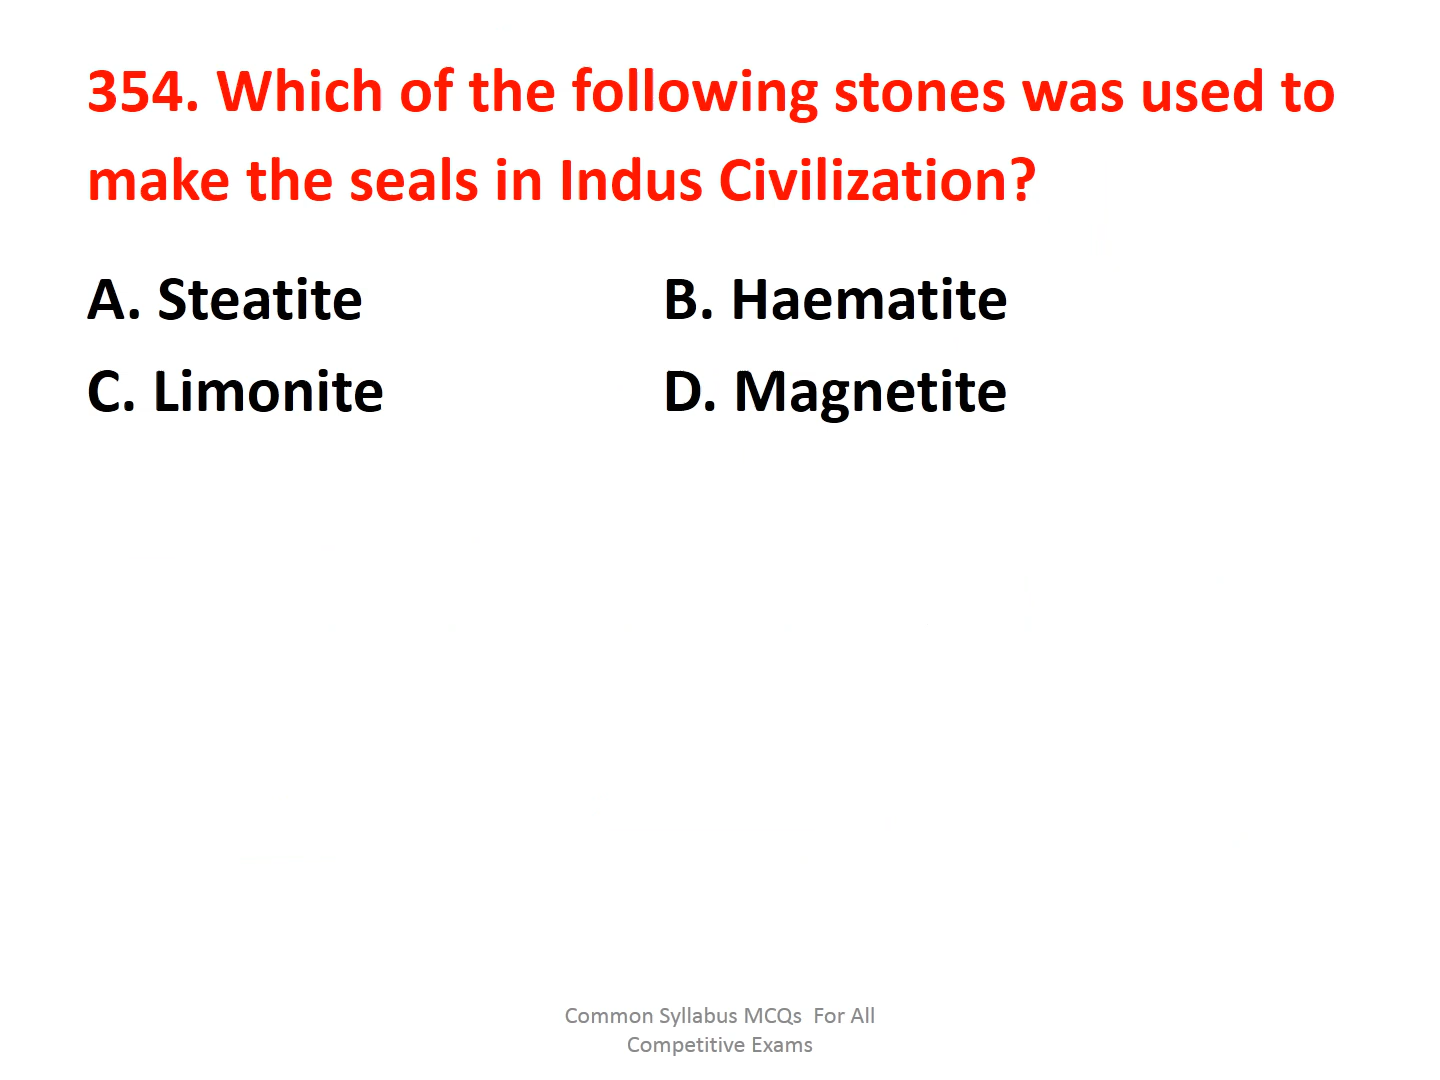 354. Which of the following stones was used to
make the seals in Indus Civilization?
A. Steatite B. Haematite
C. Limonite D. Magnetite
Common Syllabus MCQs For All
Competitive Exams